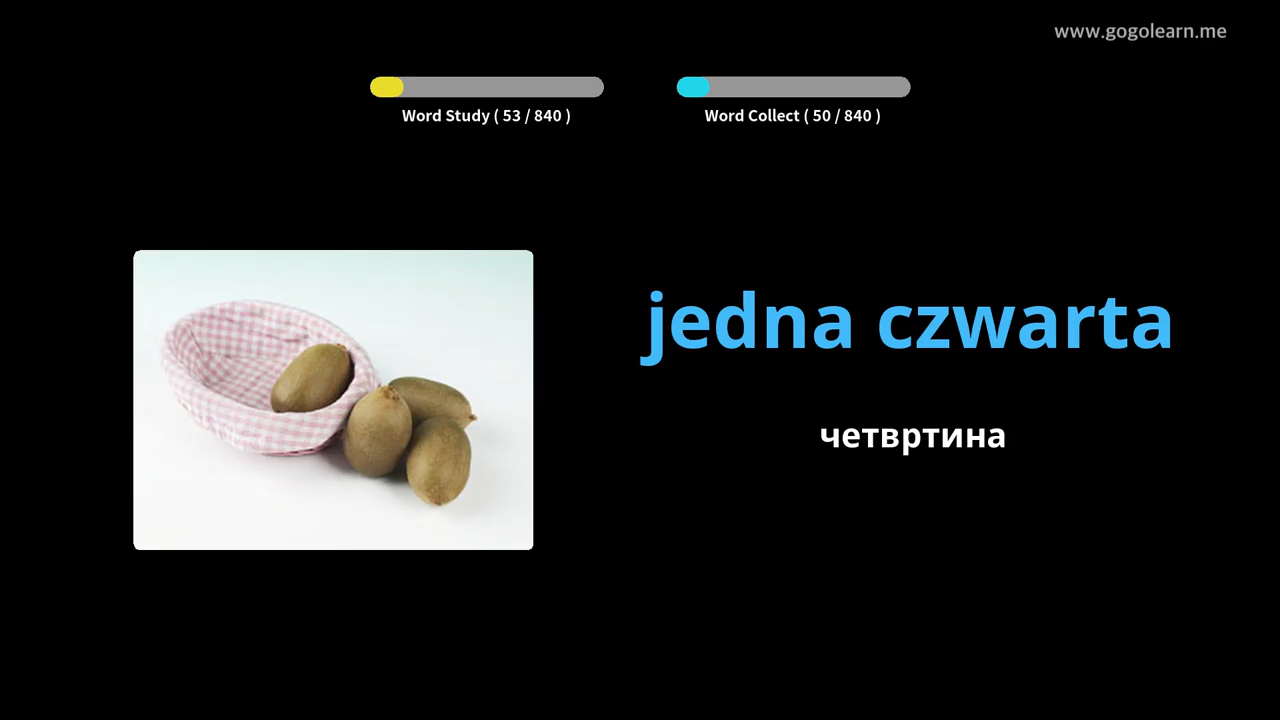 www.gogolearn.me
Word Study ( 53 / 840 )
Word Collect ( 50 / 840 )
jedna czwarta
четвртина